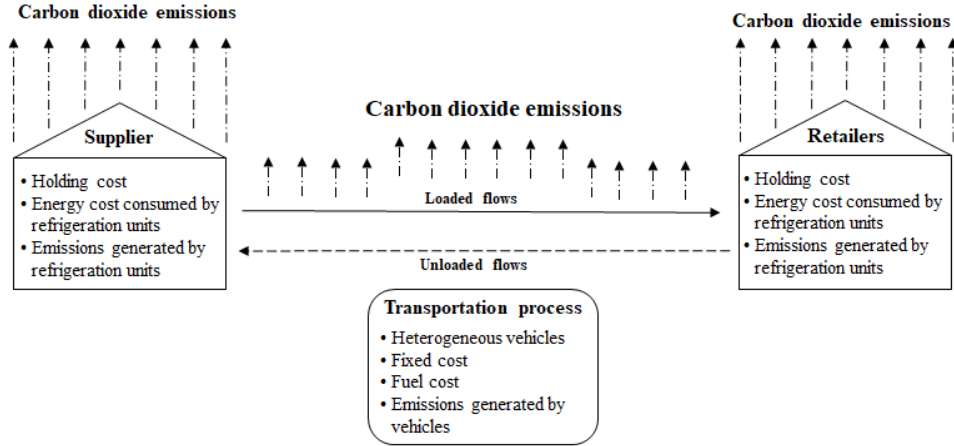 Carbon dioxide emissions
Carbon dioxide emissions
Carbon dioxide emissions
Supplier
• Holding cost
• Energy cost consumed by
refrigeration units
• Emissions generated by
refrigeration units
Loaded flows
Unloaded flows
Retailers
• Holding cost
• Energy cost consumed by
refrigeration units
• Emissions generated by
refrigeration units
Transportation process
• Heterogeneous vehicles
• Fixed cost
• Fuel cost
• Emissions generated by
vehicles